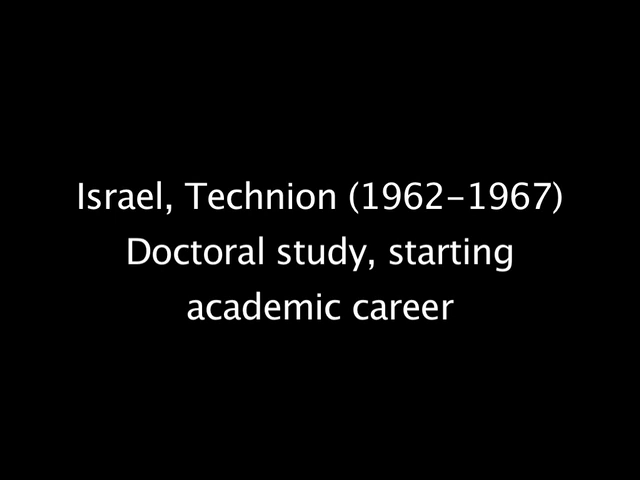 Israel, Technion (1962–1967)
Doctoral study, starting
academic career